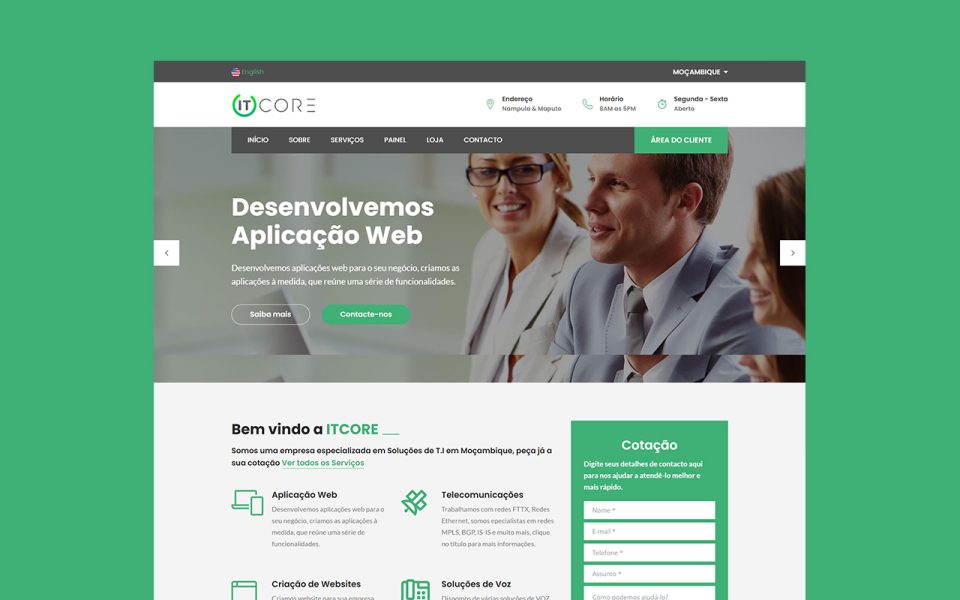 English
MOÇAMBIQUE
ITCORE
Endereço
Nampula & Maputo
Horário
8AM as 5PM
Segunda - Sexta
Aberto
INÍCIO SOBRE SERVIÇOS PAINEL LOJA CONTACTO
ÁREA DO CLIENTE
Desenvolvemos
Aplicação Web
Desenvolvemos aplicações web para o seu negócio, criamos as
aplicações à medida, que reúne uma série de funcionalidades.
Saiba mais
Contacte-nos
Bem vindo a ITCORE __
Somos uma empresa especializada em Soluções de T.I em Moçambique, peça já a
sua cotação Ver todos os Serviços
Aplicação Web
Desenvolvemos aplicações web para o
seu negócio, criamos as aplicações à
medida, que reúne uma série de
funcionalidades.
Telecomunicações
Trabalhamos com redes FTTX, Redes
Ethernet, somos epecialistas em redes
MPLS, BGP, IS-IS e muito mais, clique
no título para mais informações.
Criação de Websites
Criamos website para sua empresa
Soluções de Voz
Dispomos de várias soluções de VOZ
Cotação
Digite seus detalhes de contacto aqui
para nos ajudar a atendê-lo melhor e
mais rápido.
Nome *
E-mail *
Telefone *
Assunto *
Como podemos ajudá-lo?